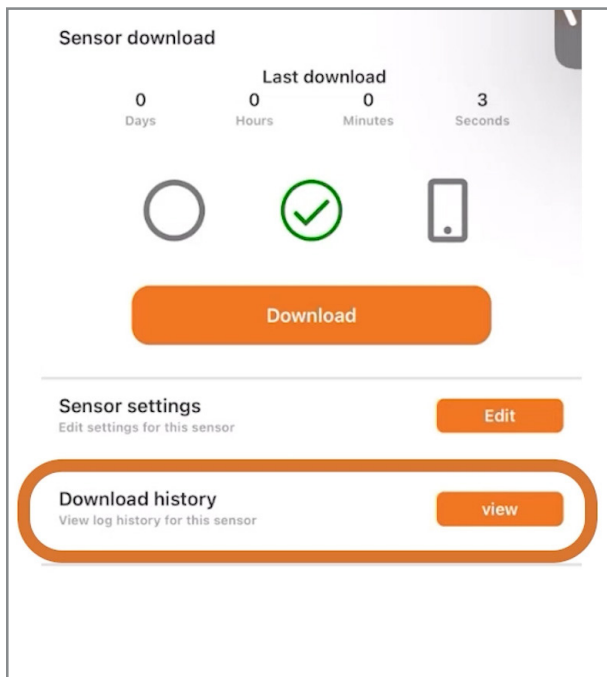 Sensor download
Last download
0 0 0 3
Days Hours Minutes Seconds
Download
Sensor settings
Edit settings for this sensor
Edit
Download history
View log history for this sensor
view